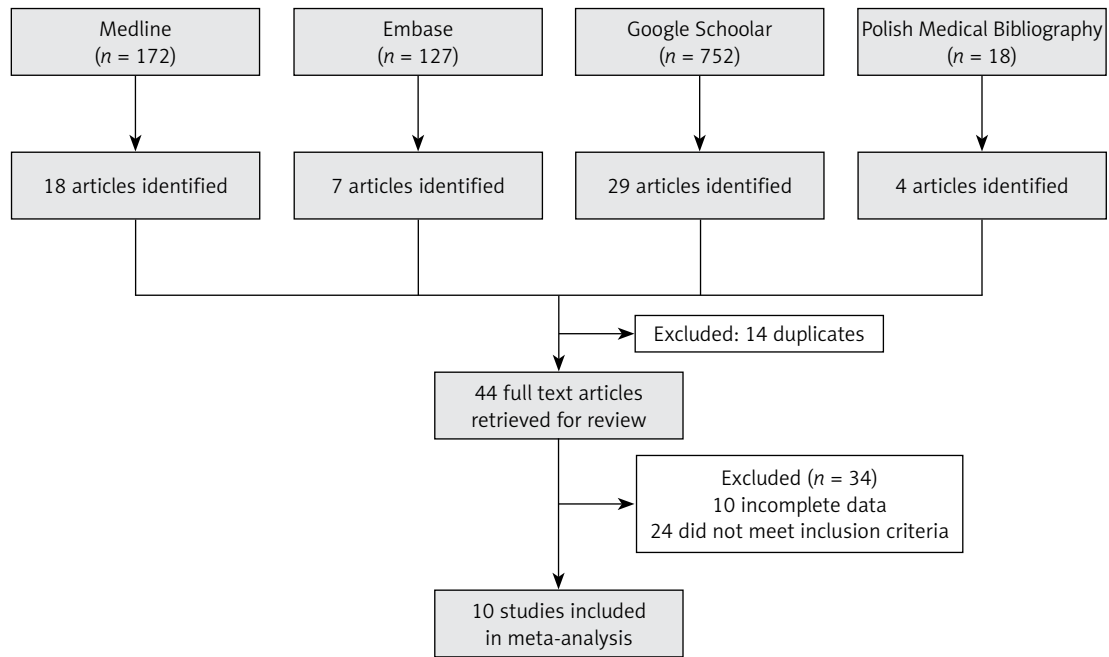 Medline
(n = 172)
Embase
(n = 127)
Google Schoolar
(n = 752)
Polish Medical Bibliography
(n = 18)
18 articles identified
7 articles identified
29 articles identified
4 articles identified
Excluded: 14 duplicates
44 full text articles
retrieved for review
Excluded (n = 34)
10 incomplete data
24 did not meet inclusion criteria
10 studies included
in meta-analysis